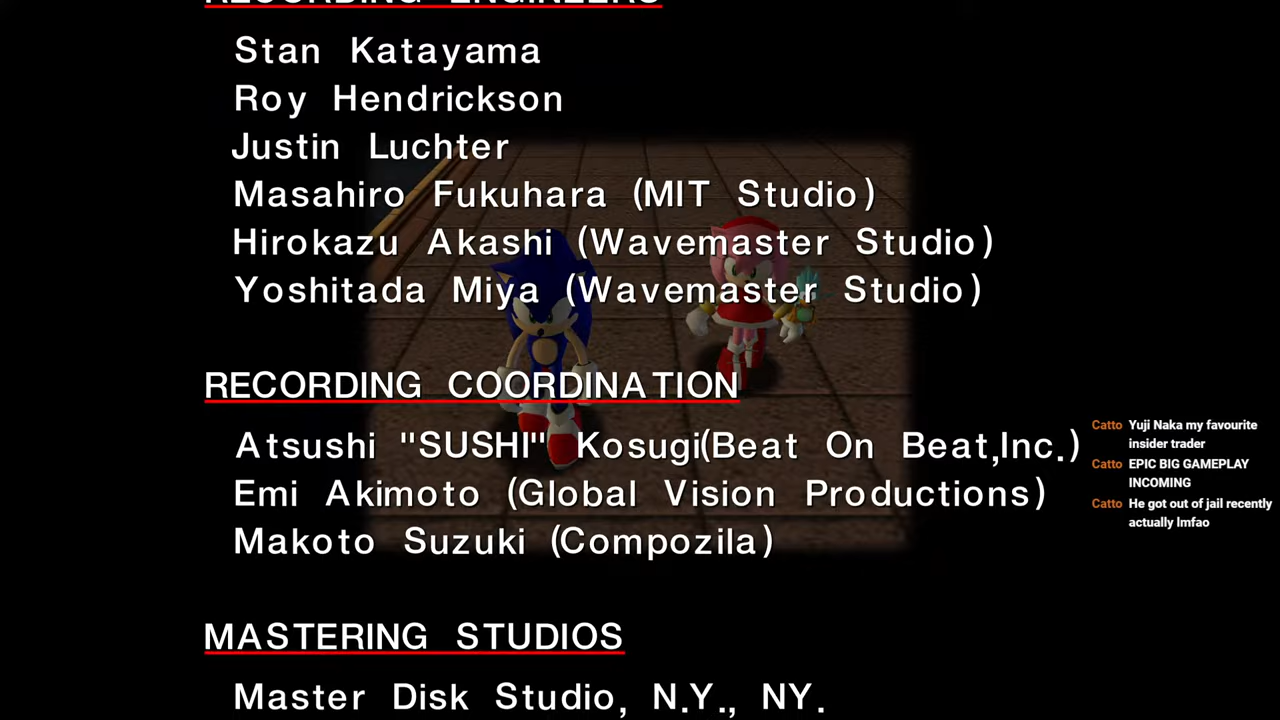 RECORDING ENGINEERS
Stan Katayama
Roy Hendrickson
Justin Luchter
Masahiro Fukuhara (MIT Studio)
Hirokazu Akashi (Wavemaster Studio)
Yoshitada Miya (Wavemaster Studio)
RECORDING COORDINATION
Atsushi "SUSHI" Kosugi(Beat On Beat,Inc.)
Emi Akimoto (Global Vision Productions)
Makoto Suzuki (Compozila)
MASTERING STUDIOS
Master Disk Studio, N.Y., NY.
Catto Yuji Naka my favourite
insider trader
Catto EPIC BIG GAMEPLAY
INCOMING
Catto He got out of jail recently
actually lmfao